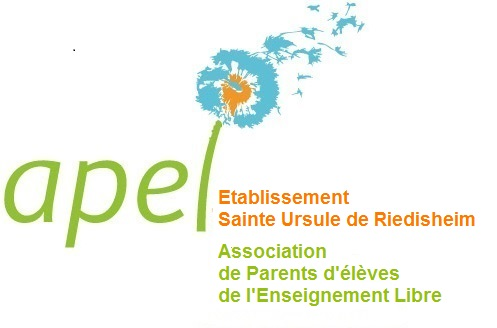 apel
Etablissement
Sainte Ursule de Riedisheim
Association
de Parents d'élèves
de l'Enseignement Libre